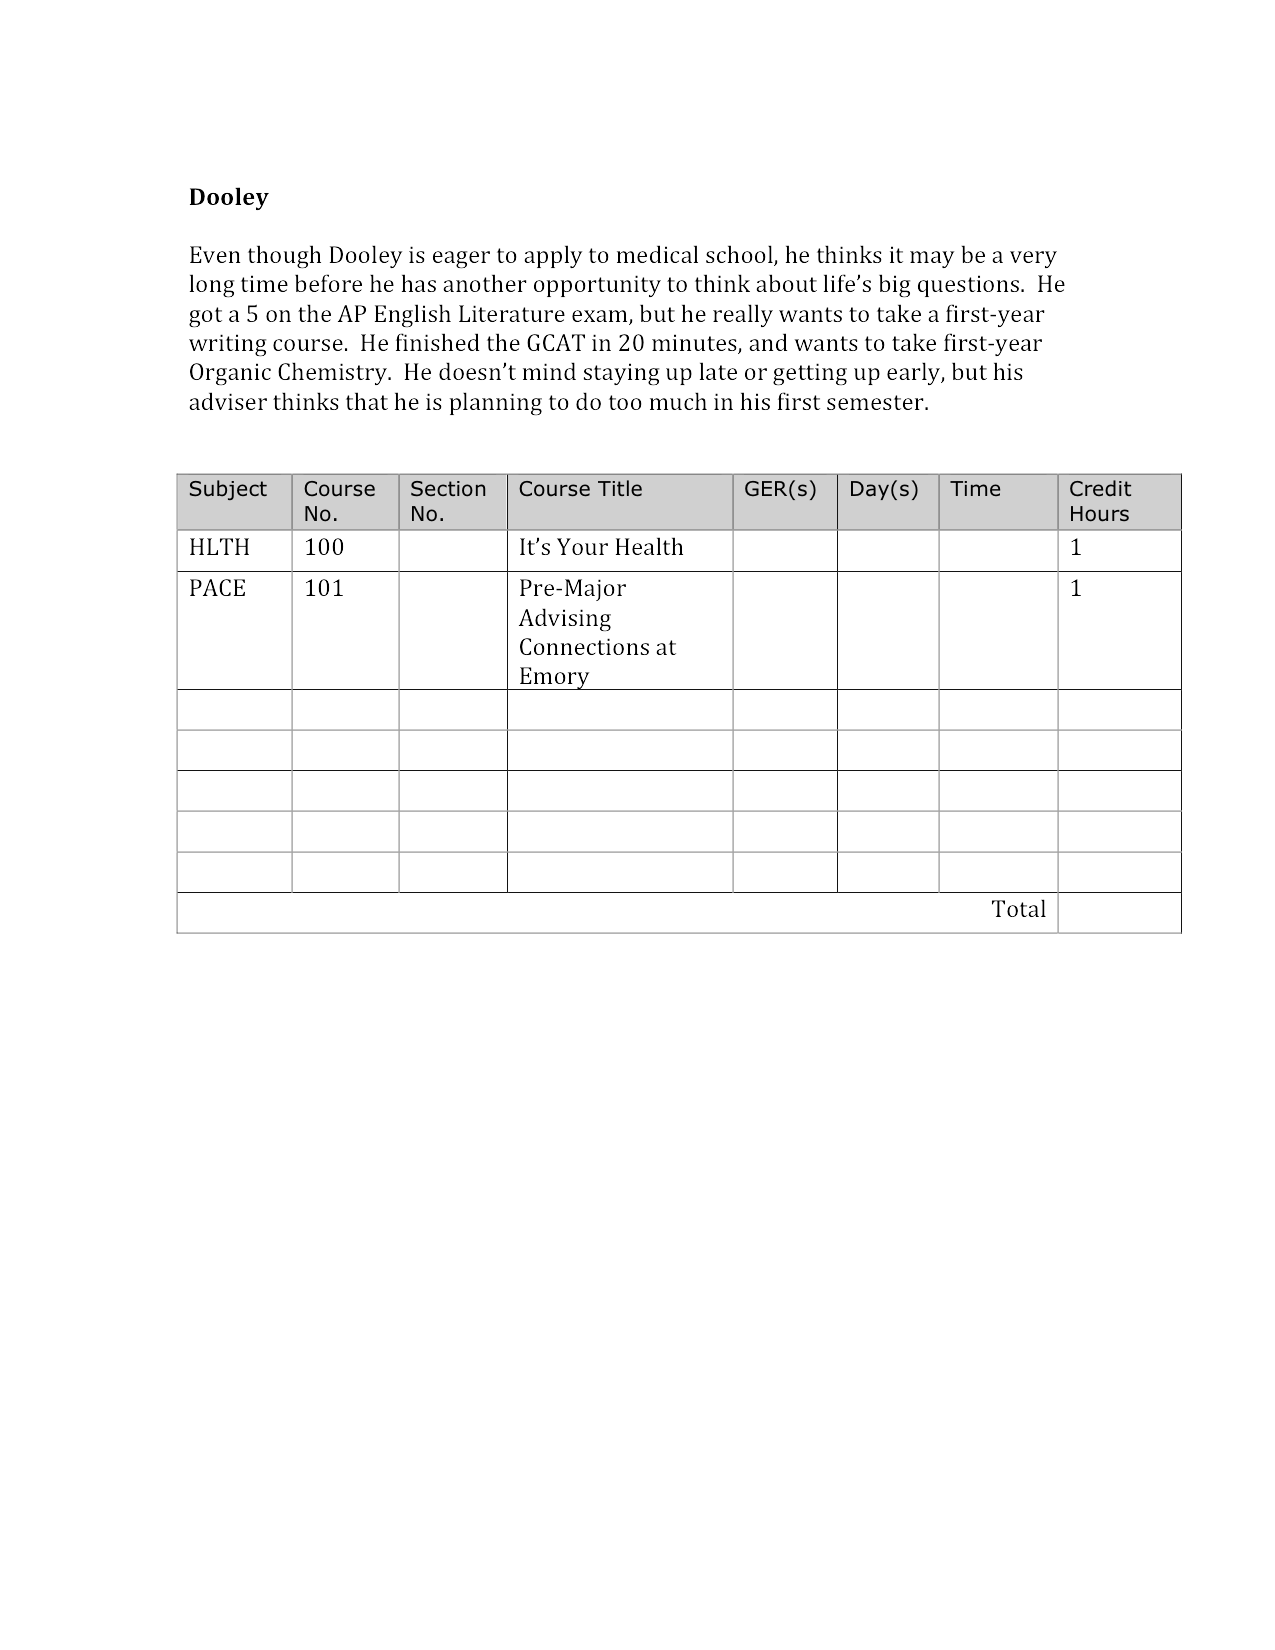 Dooley
Even though Dooley is eager to apply to medical school, he thinks it may be a very
long time before he has another opportunity to think about life’s big questions.  He
got a 5 on the AP English Literature exam, but he really wants to take a first-year
writing course.  He finished the GCAT in 20 minutes, and wants to take first-year
Organic Chemistry.  He doesn’t mind staying up late or getting up early, but his
adviser thinks that he is planning to do too much in his first semester.
Subject Course No. Section No. Course Title GER(s) Day(s) Time Credit Hours
HLTH 100 It’s Your Health 1
PACE 101 Pre-Major 1
Advising
Connections at
Emory
Total